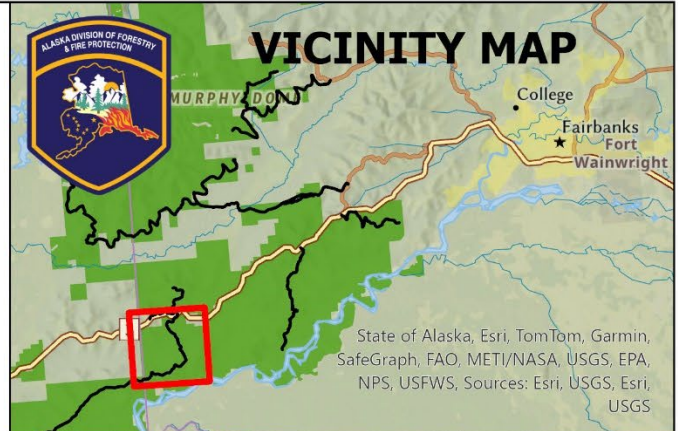 ALASKA DIVISION OF FORESTRY
& FIRE PROTECTION
VICINITY MAP
MURPHY DOME
College
Fairbanks
Fort
Wainwright
State of Alaska, Esri, TomTom, Garmin,
SafeGraph, FAO, METI/NASA, USGS, EPA,
NPS, USFWS, Sources: Esri, USGS, Esri,
USGS